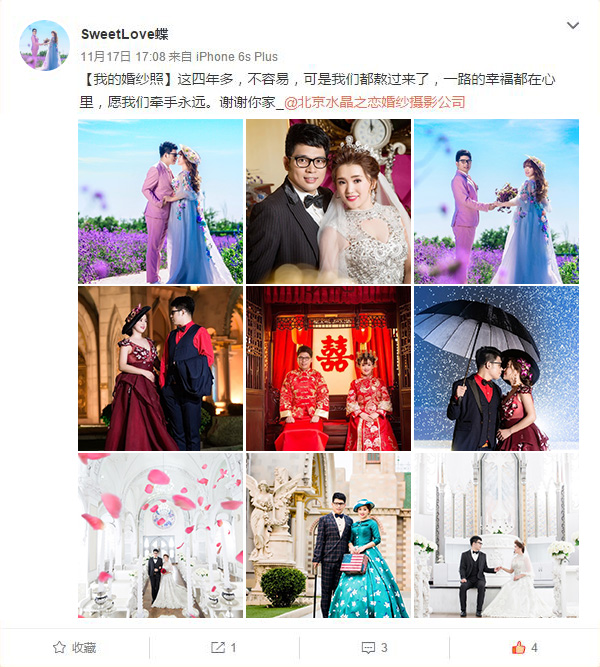 SweetLove蝶
11月17日 17:08 来自 iPhone 6s Plus
【我的婚纱照】这四年多，不容易，可是我们都熬过来了，一路的幸福都在心
里，愿我们牵手永远。谢谢你家_@北京水晶之恋婚纱摄影公司
囍
收藏 1 3 4